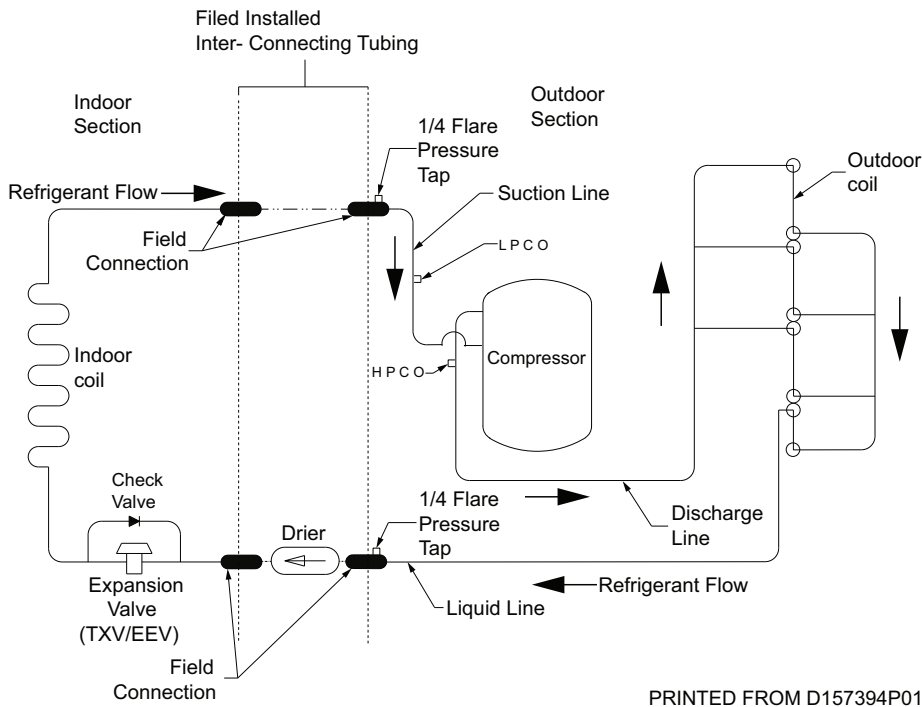 Filed Installed
Inter- Connecting Tubing
Indoor
Section
Outdoor
Section
1/4 Flare
Pressure
Tap
Outdoor
coil
Refrigerant Flow
Suction Line
Field
Connection
LPCO
Indoor
coil
Compressor
HPCO
Check
Valve
1/4 Flare
Pressure
Tap
Drier
Discharge
Line
Expansion
Valve
(TXV/EEV)
Liquid Line
Refrigerant Flow
Field
Connection
PRINTED FROM D157394P01